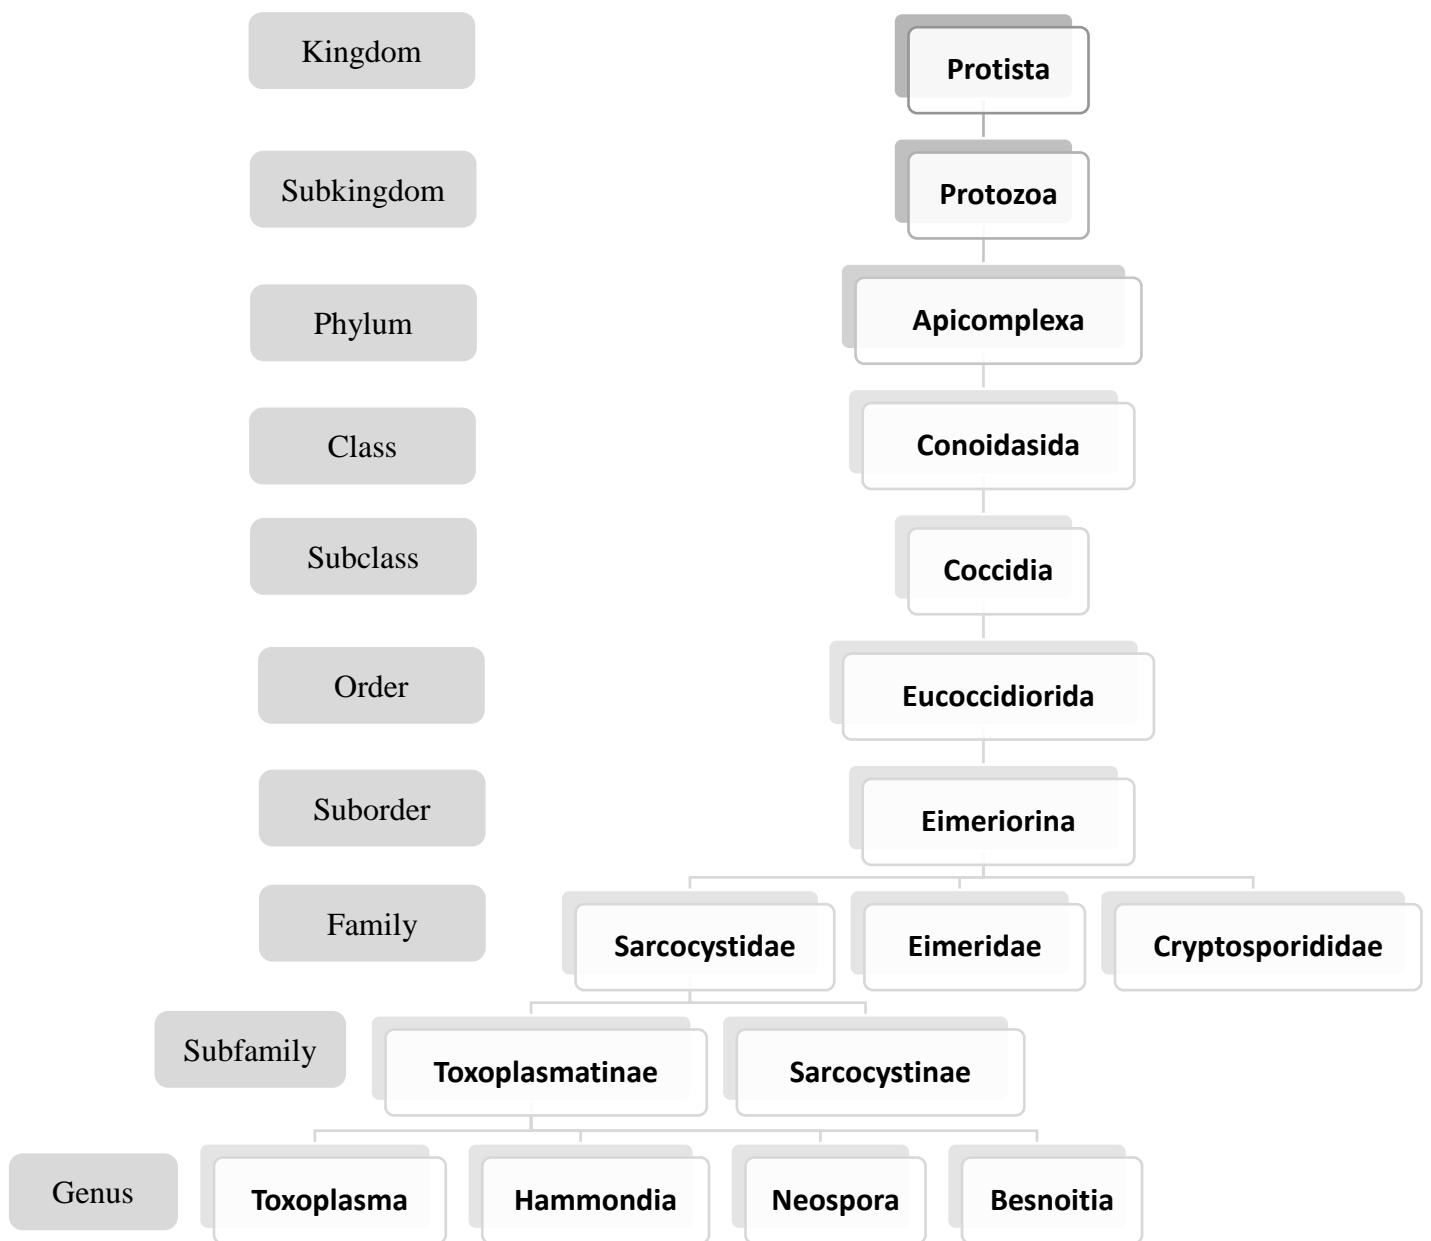 Kingdom
Protista
Subkingdom
Protozoa
Phylum
Apicomplexa
Class
Conoidasida
Subclass
Coccidia
Order
Eucoccidiorida
Suborder
Eimeriorina
Family
Sarcocystidae
Eimeridae
Cryptosporididae
Subfamily
Toxoplasmatinae
Sarcocystinae
Genus
Toxoplasma
Hammondia
Neospora
Besnoitia